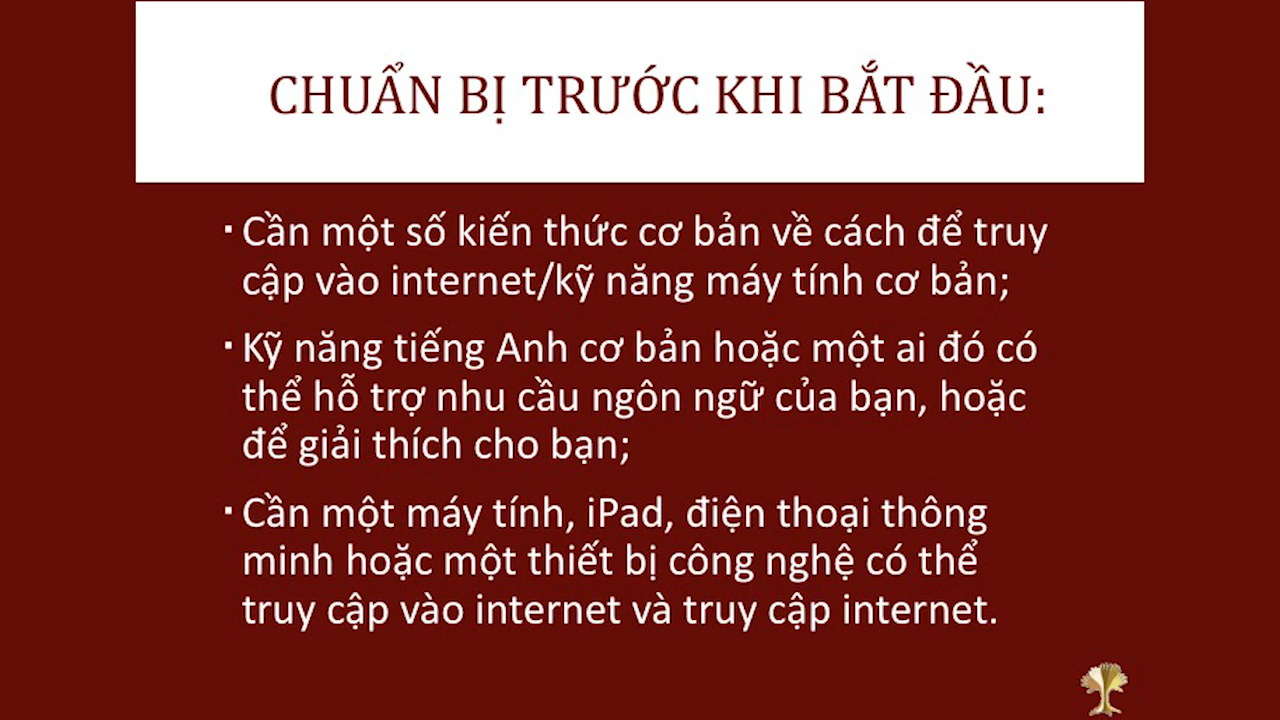 CHUẨN BỊ TRƯỚC KHI BẮT ĐẦU:
▪ Cần một số kiến thức cơ bản về cách để truy
cập vào internet/kỹ năng máy tính cơ bản;
▪ Kỹ năng tiếng Anh cơ bản hoặc một ai đó có
thể hỗ trợ nhu cầu ngôn ngữ của bạn, hoặc
để giải thích cho bạn;
▪ Cần một máy tính, iPad, điện thoại thông
minh hoặc một thiết bị công nghệ có thể
truy cập vào internet và truy cập internet.